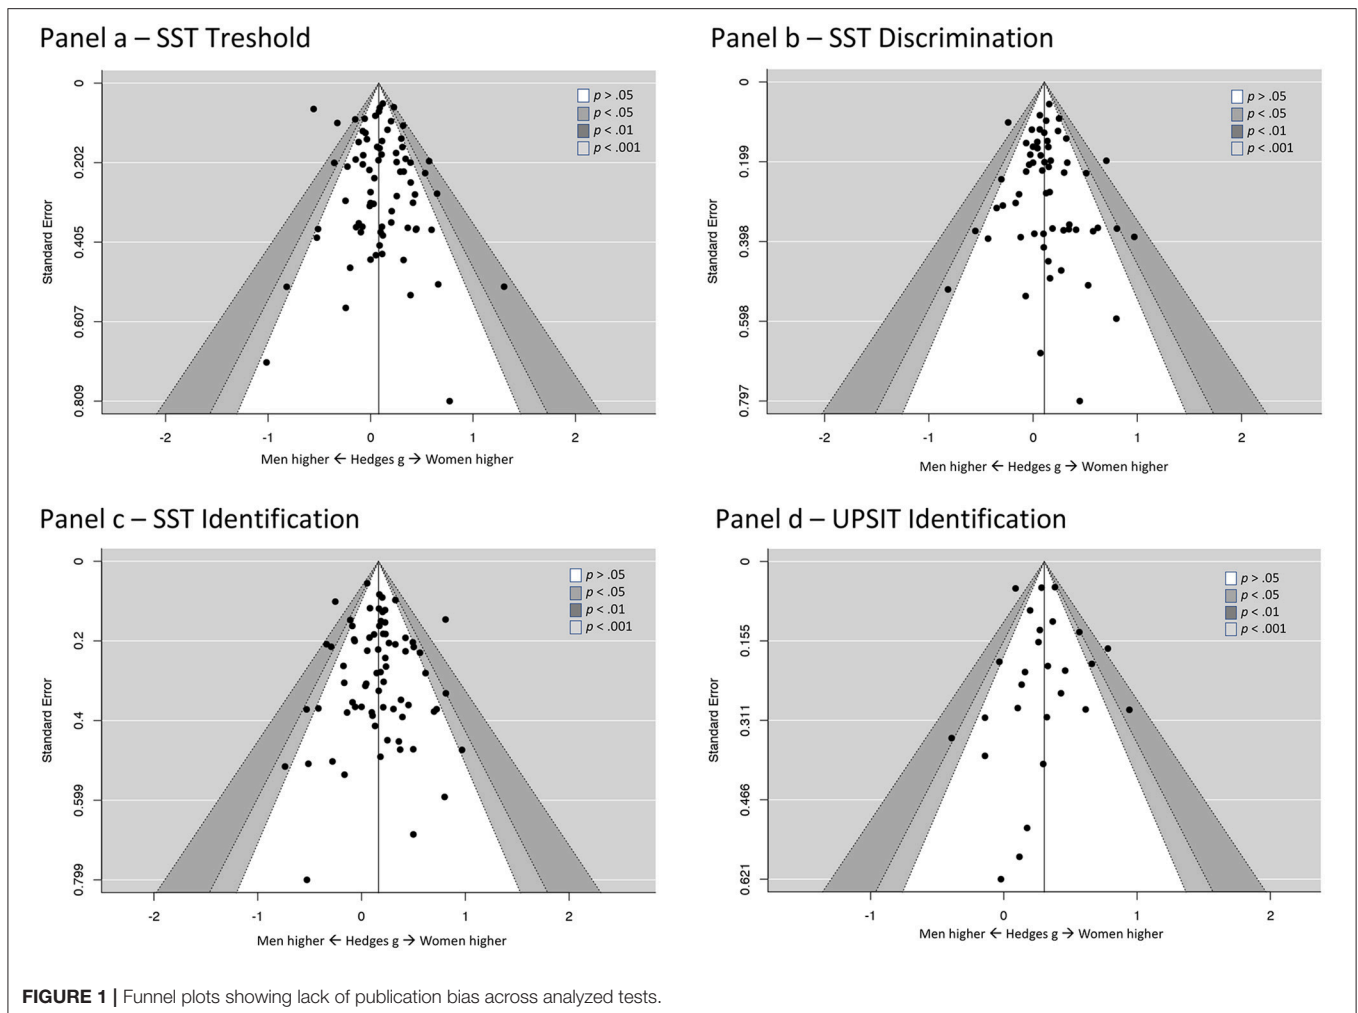 Panel a – SST Treshold
0
0.202
0.405
0.607
0.809
Standard Error
p > .05
p < .05
p < .01
p < .001
-2 -1 0 1 2
Men higher ← Hedges g → Women higher
Panel b – SST Discrimination
0
0.199
0.398
0.598
0.797
Standard Error
p > .05
p < .05
p < .01
p < .001
-2 -1 0 1 2
Men higher ← Hedges g → Women higher
Panel c – SST Identification
0
0.2
0.4
0.599
0.799
Standard Error
p > .05
p < .05
p < .01
p < .001
-2 -1 0 1 2
Men higher ← Hedges g → Women higher
Panel d – UPSIT Identification
0
0.155
0.311
0.466
0.621
Standard Error
p > .05
p < .05
p < .01
p < .001
-1 0 1 2
Men higher ← Hedges g → Women higher
FIGURE 1 | Funnel plots showing lack of publication bias across analyzed tests.